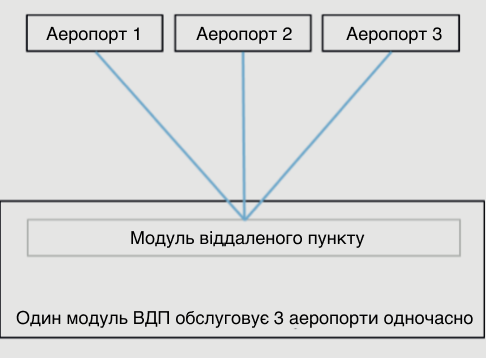 Аеропорт 1
Аеропорт 2
Аеропорт 3
Модуль віддаленого пункту
Один модуль ВДП обслуговує 3 аеропорти одночасно